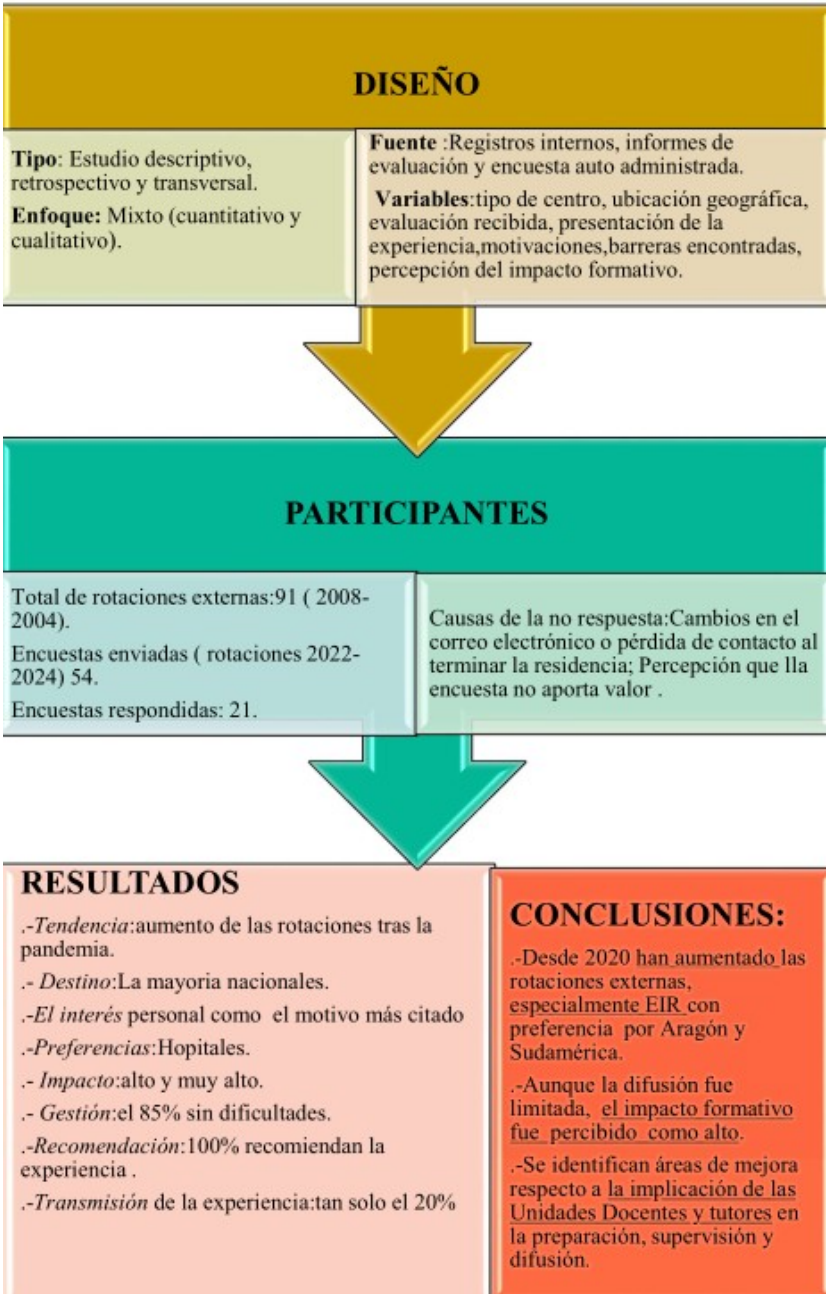 DISEÑO
Tipo: Estudio descriptivo,
retrospectivo y transversal.
Enfoque: Mixto (cuantitativo y
cualitativo).
Fuente :Registros internos, informes de
evaluación y encuesta auto administrada.
Variables:tipo de centro, ubicación geográfica,
evaluación recibida, presentación de la
experiencia,motivaciones,barreras encontradas,
percepción del impacto formativo.
PARTICIPANTES
Total de rotaciones externas:91 ( 2008-
2004).
Encuestas enviadas ( rotaciones 2022-
2024) 54.
Encuestas respondidas: 21.
Causas de la no respuesta:Cambios en el
correo electrónico o pérdida de contacto al
terminar la residencia; Percepción que lla
encuesta no aporta valor .
RESULTADOS
.-Tendencia:aumento de las rotaciones tras la
pandemia.
.- Destino:La mayoria nacionales.
.-El interés personal como el motivo más citado
.-Preferencias:Hopitales.
.- Impacto:alto y muy alto.
.- Gestión:el 85% sin dificultades.
.-Recomendación:100% recomiendan la
experiencia .
.-Transmisión de la experiencia:tan solo el 20%
CONCLUSIONES:
.-Desde 2020 han aumentado las
rotaciones externas,
especialmente EIR con
preferencia por Aragón y
Sudamérica.
.-Aunque la difusión fue
limitada, el impacto formativo
fue percibido como alto.
.-Se identifican áreas de mejora
respecto a la implicación de las
Unidades Docentes y tutores en
la preparación, supervisión y
difusión.